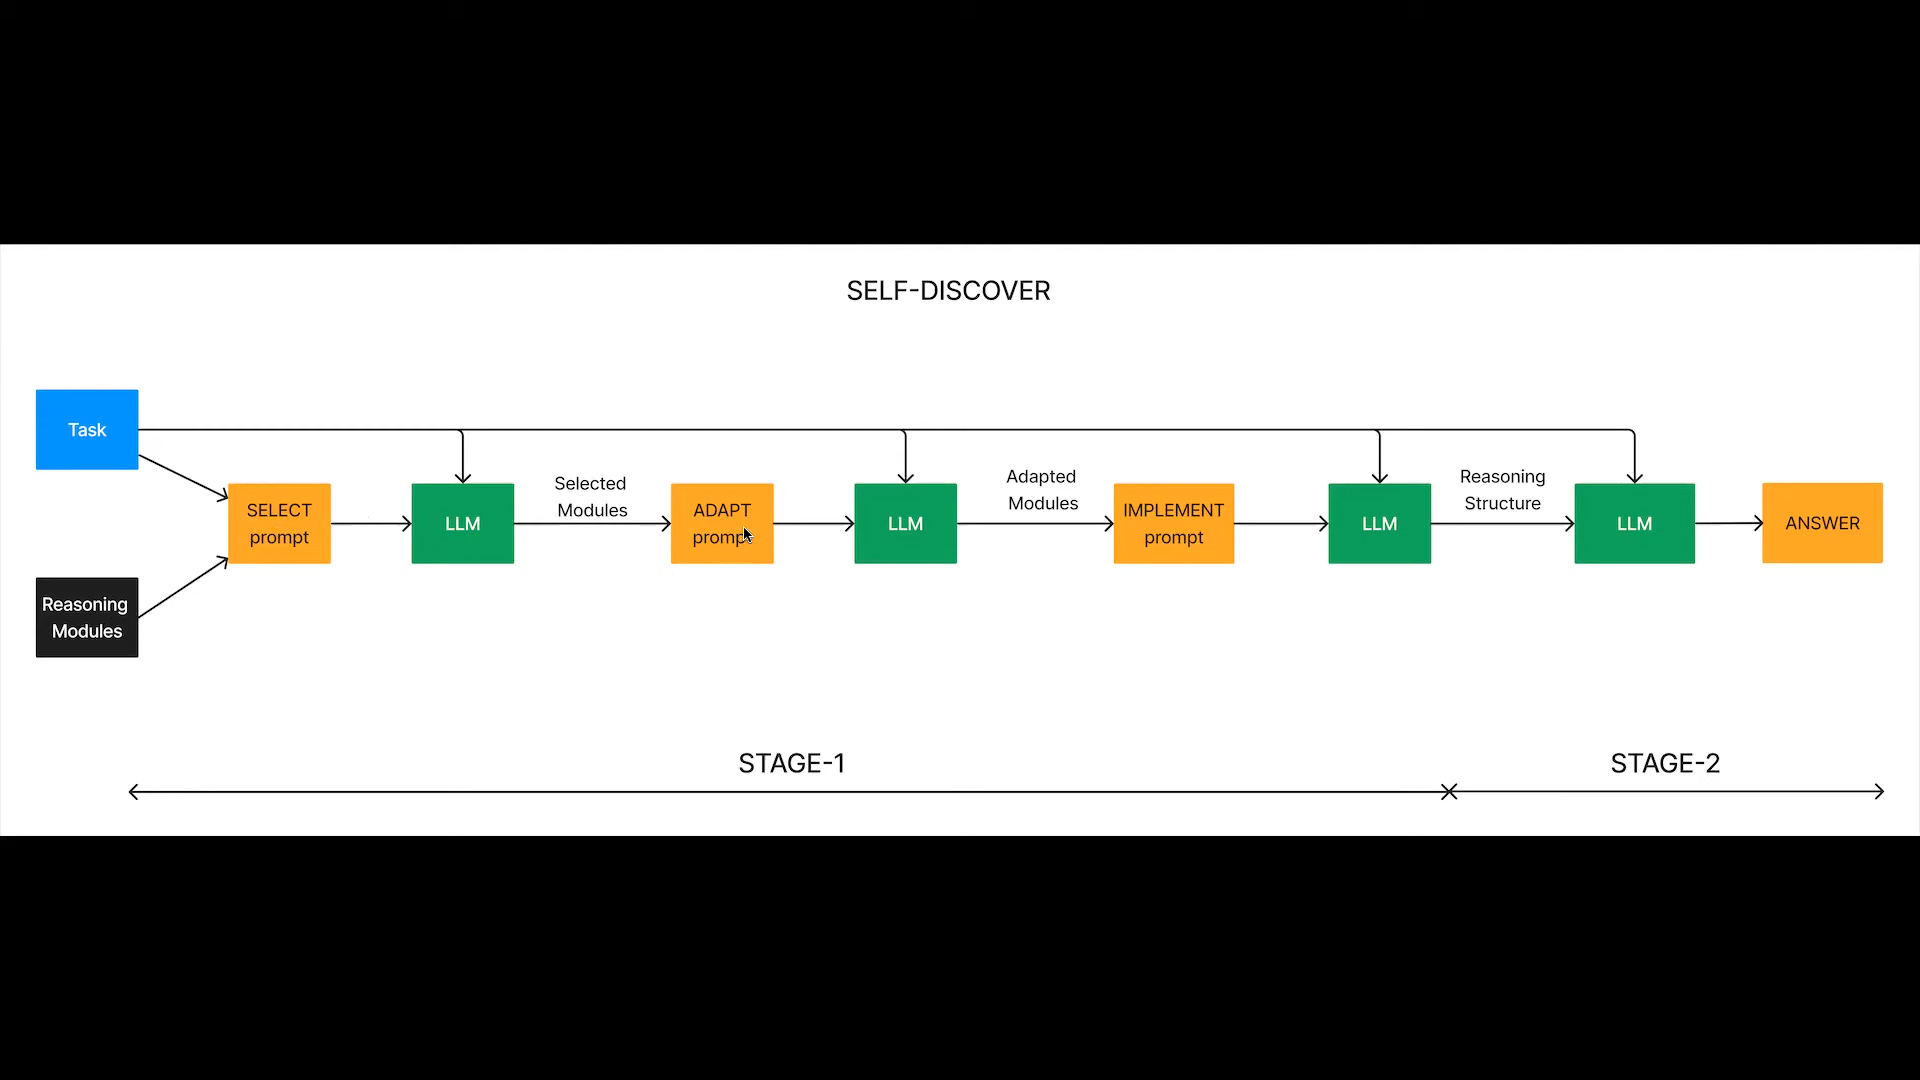 SELF-DISCOVER
Task
Reasoning
Modules
SELECT
prompt
LLM
Selected
Modules
ADAPT
prompt
LLM
Adapted
Modules
IMPLEMENT
prompt
LLM
Reasoning
Structure
LLM
ANSWER
STAGE-1
STAGE-2